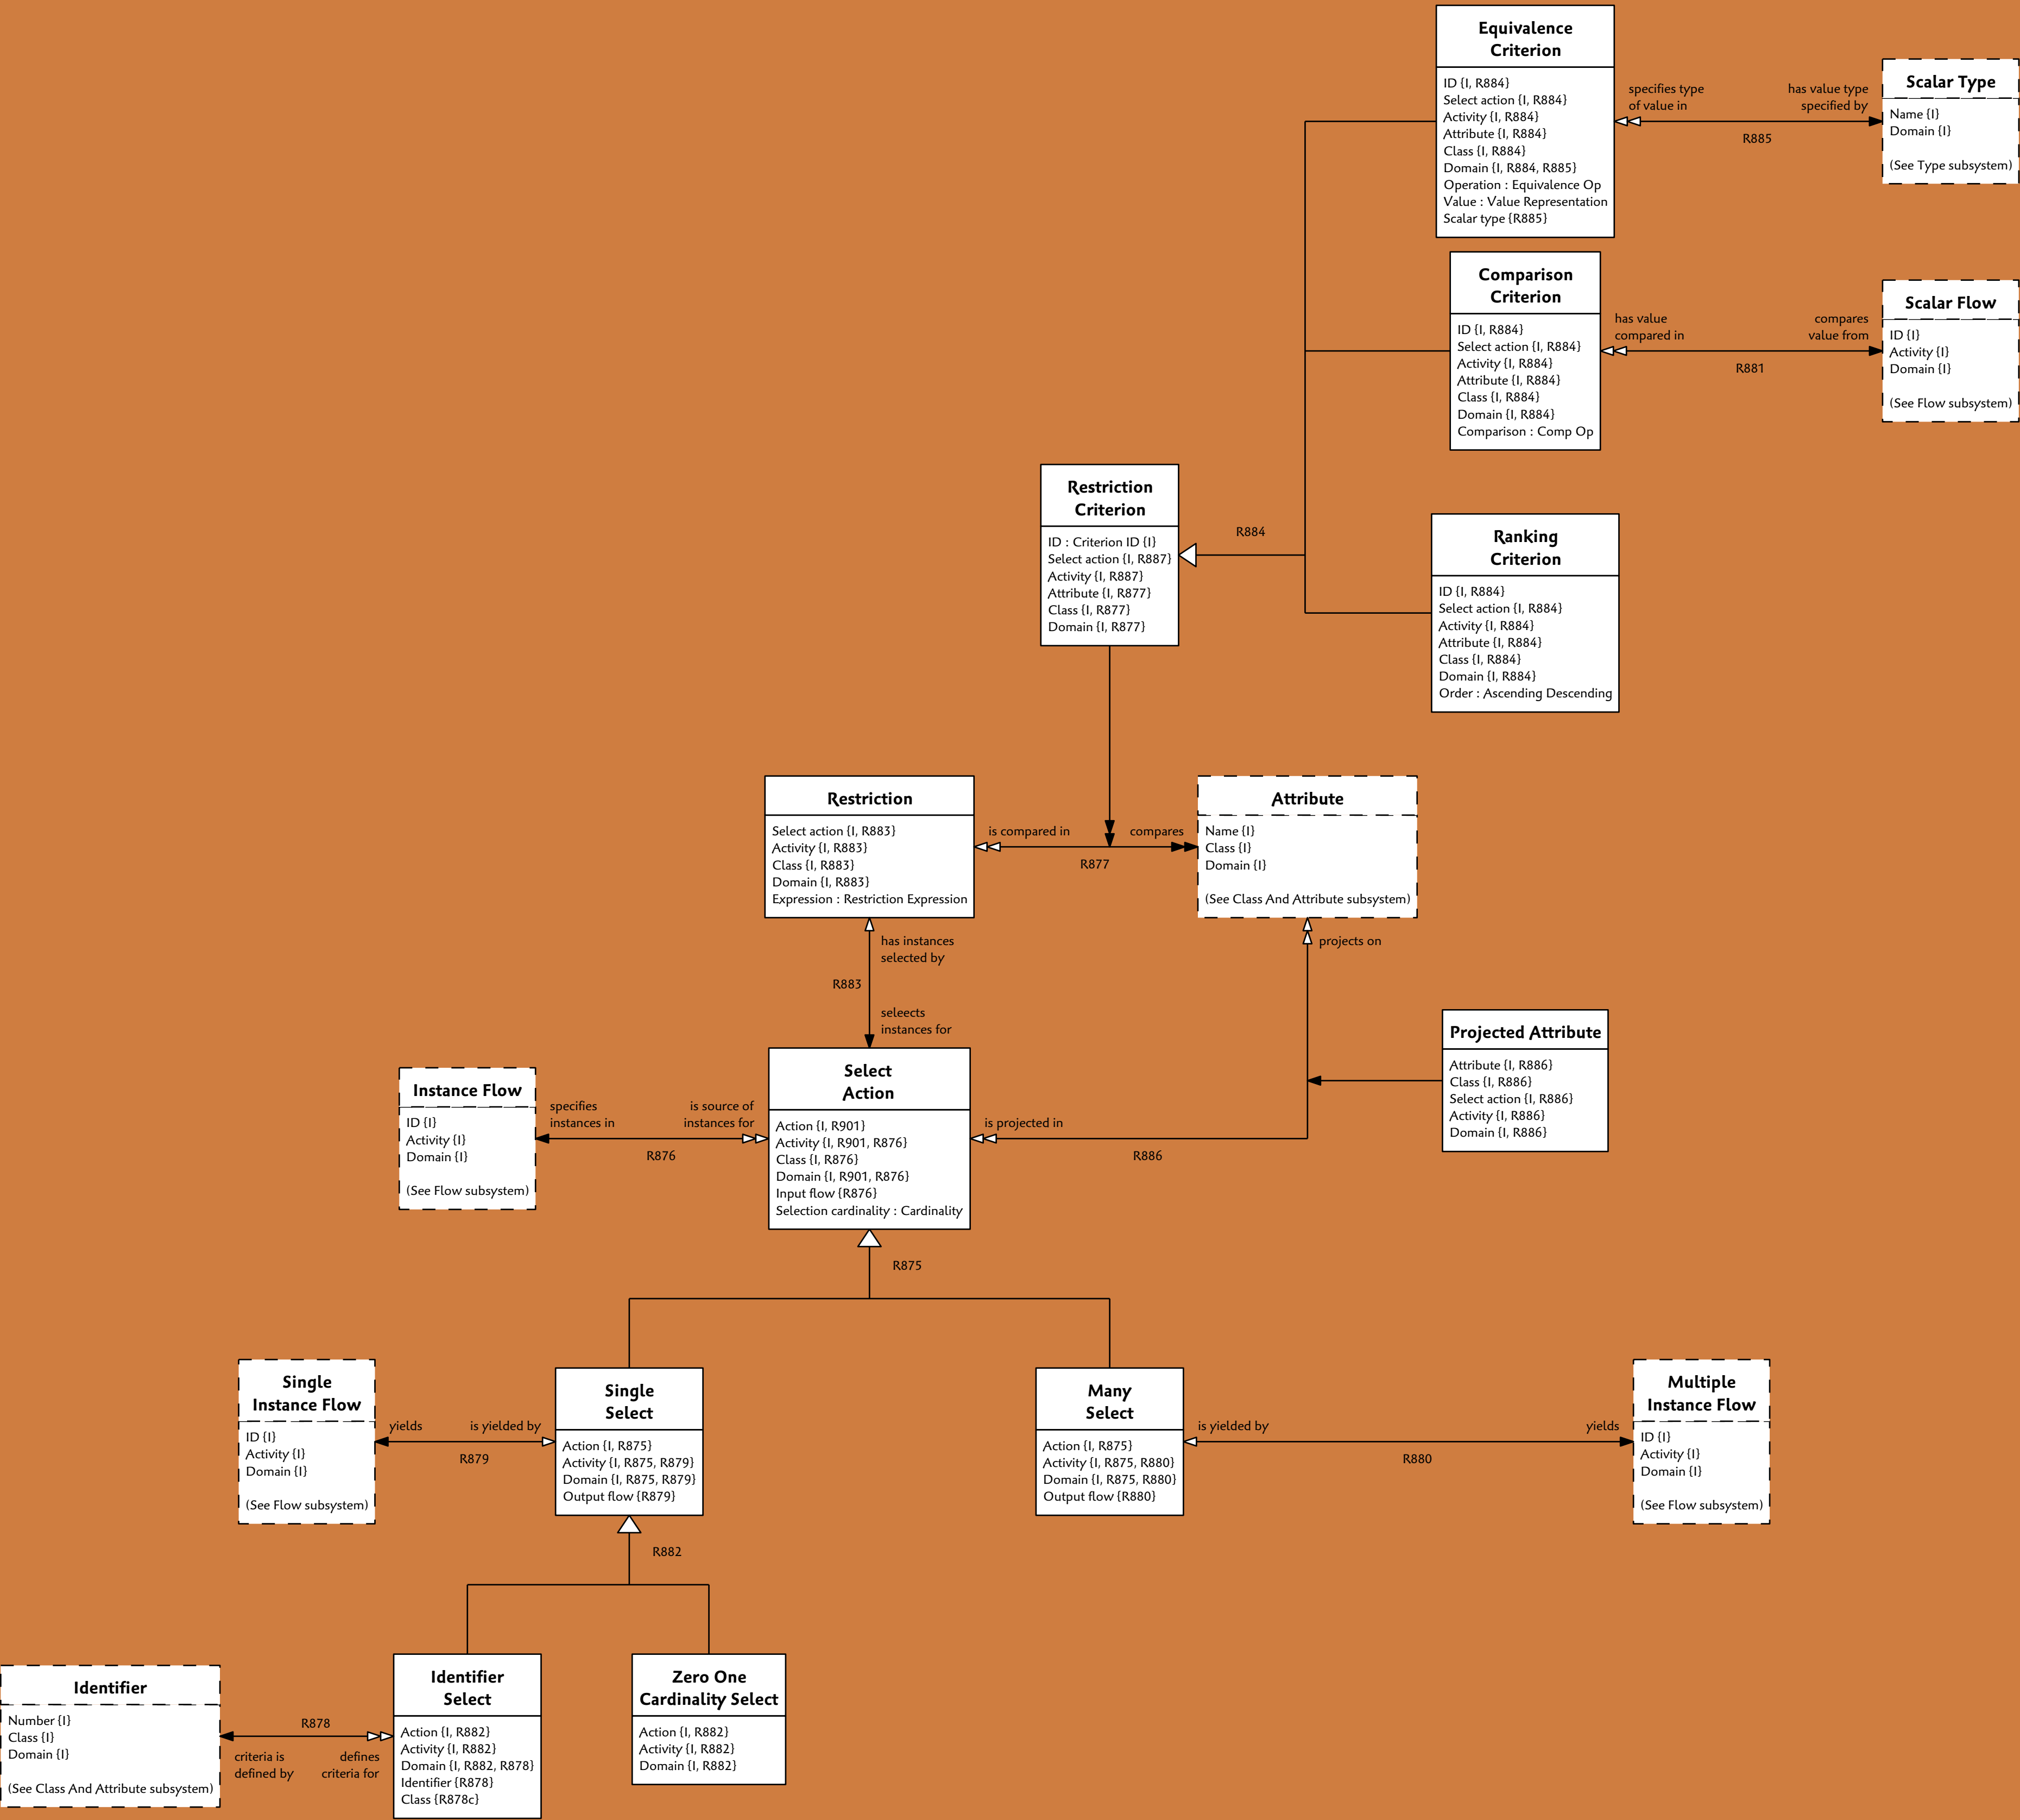 Equivalence
Criterion
ID {I, R884}
Select action {I, R884}
Activity {I, R884}
Attribute {I, R884}
Class {I, R884}
Domain {I, R884, R885}
Operation : Equivalence Op
Value : Value Representation
Scalar type {R885}
specifies type
of value in
has value type
specified by
R885
Scalar Type
Name {I}
Domain {I}
(See Type subsystem)
Comparison
Criterion
ID {I, R884}
Select action {I, R884}
Activity {I, R884}
Attribute {I, R884}
Class {I, R884}
Domain {I, R884}
Comparison : Comp Op
has value
compared in
compares
value from
R881
Scalar Flow
ID {I}
Activity {I}
Domain {I}
(See Flow subsystem)
Restriction
Criterion
ID : Criterion ID {I}
Select action {I, R887}
Activity {I, R887}
Attribute {I, R877}
Class {I, R877}
Domain {I, R877}
R884
Ranking
Criterion
ID {I, R884}
Select action {I, R884}
Activity {I, R884}
Attribute {I, R884}
Class {I, R884}
Domain {I, R884}
Order : Ascending Descending
Restriction
Select action {I, R883}
Activity {I, R883}
Class {I, R883}
Domain {I, R883}
Expression : Restriction Expression
is compared in
compares
R877
Attribute
Name {I}
Class {I}
Domain {I}
(See Class And Attribute subsystem)
has instances
selected by
R883
seleects
instances for
projects on
Projected Attribute
Attribute {I, R886}
Class {I, R886}
Select action {I, R886}
Activity {I, R886}
Domain {I, R886}
Instance Flow
ID {I}
Activity {I}
Domain {I}
(See Flow subsystem)
specifies
instances in
is source of
instances for
R876
Select
Action
Action {I, R901}
Activity {I, R901, R876}
Class {I, R876}
Domain {I, R901, R876}
Input flow {R876}
Selection cardinality : Cardinality
is projected in
R886
R875
Single
Instance Flow
ID {I}
Activity {I}
Domain {I}
(See Flow subsystem)
yields
is yielded by
R879
Single
Select
Action {I, R875}
Activity {I, R875, R879}
Domain {I, R875, R879}
Output flow {R879}
Many
Select
Action {I, R875}
Activity {I, R875, R880}
Domain {I, R875, R880}
Output flow {R880}
is yielded by
yields
R880
Multiple
Instance Flow
ID {I}
Activity {I}
Domain {I}
(See Flow subsystem)
R882
Identifier
Number {I}
Class {I}
Domain {I}
(See Class And Attribute subsystem)
R878
criteria is
defined by
defines
criteria for
Identifier
Select
Action {I, R882}
Activity {I, R882}
Domain {I, R882, R878}
Identifier {R878}
Class {R878c}
Zero One
Cardinality Select
Action {I, R882}
Activity {I, R882}
Domain {I, R882}